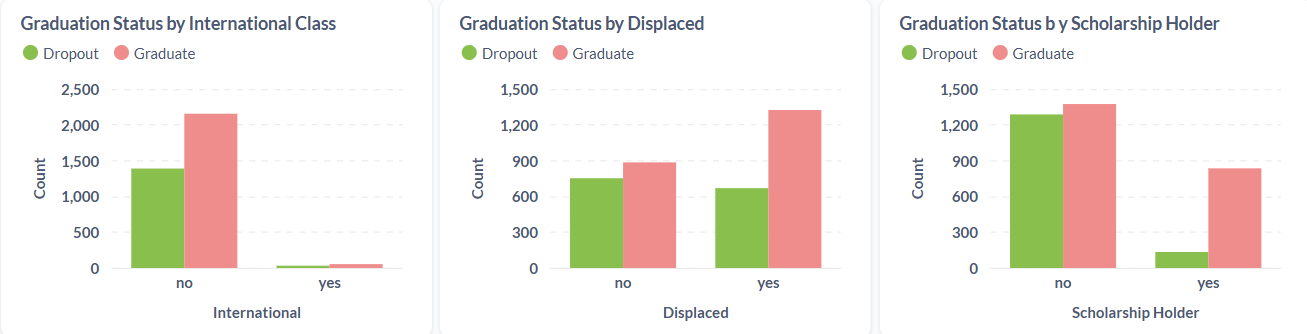 Graduation Status by International Class
Dropout Graduate
2,500
2,000
1,500
1,000
500
0
Count
no yes
International
Graduation Status by Displaced
Dropout Graduate
1,500
1,200
900
600
300
0
Count
no yes
Displaced
Graduation Status b y Scholarship Holder
Dropout Graduate
1,500
1,200
900
600
300
0
Count
no yes
Scholarship Holder